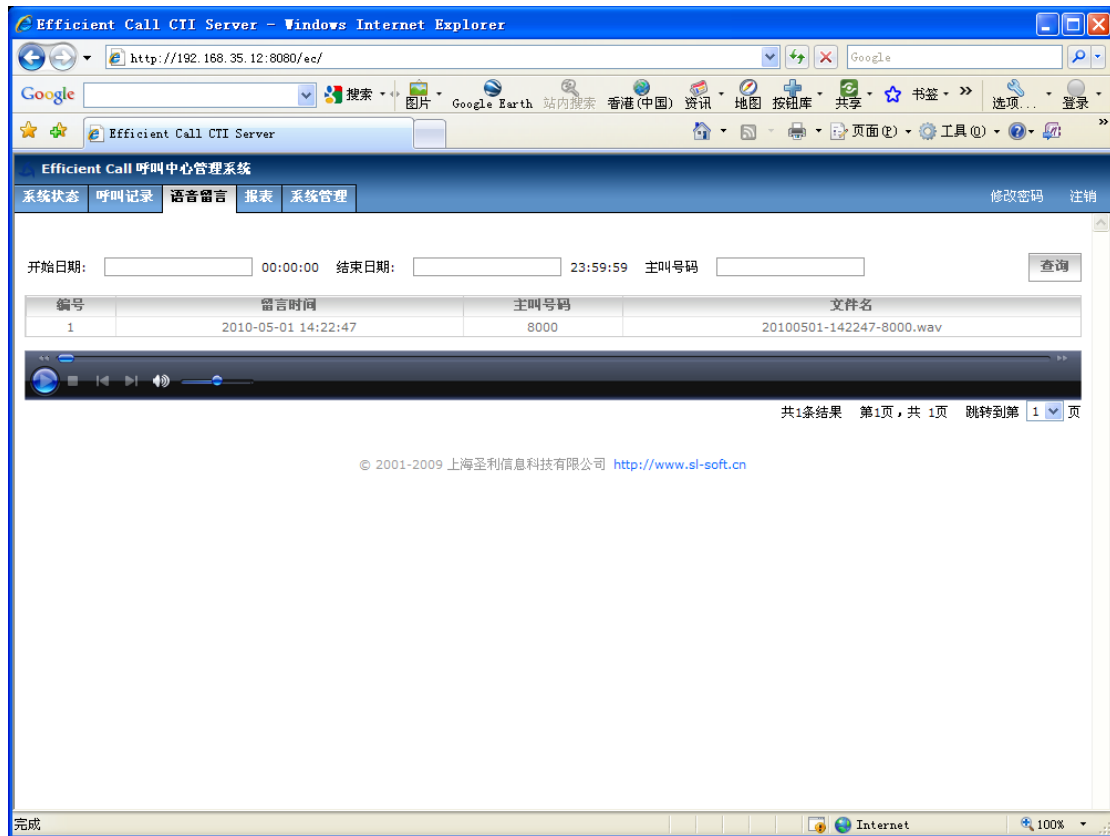 Efficient Call CTI Server - Windows Internet Explorer
http://192.168.35.12:8080/ec/ Google
Google 搜索 图片 Google Earth 站内搜索 香港(中国) 资讯 地图 按钮库 共享 书签 » 选项... 登录
Efficient Call CTI Server 页面(P) 工具(O) »
Efficient Call 呼叫中心管理系统
系统状态 呼叫记录 语音留言 报表 系统管理 修改密码 注销
开始日期: 00:00:00 结束日期: 23:59:59 主叫号码 查询
编号 留言时间 主叫号码 文件名
1 2010-05-01 14:22:47 8000 20100501-142247-8000.wav
共1条结果 第1页,共 1页 跳转到第 1 页
© 2001-2009 上海圣利信息科技有限公司 http://www.sl-soft.cn
完成 Internet 100%